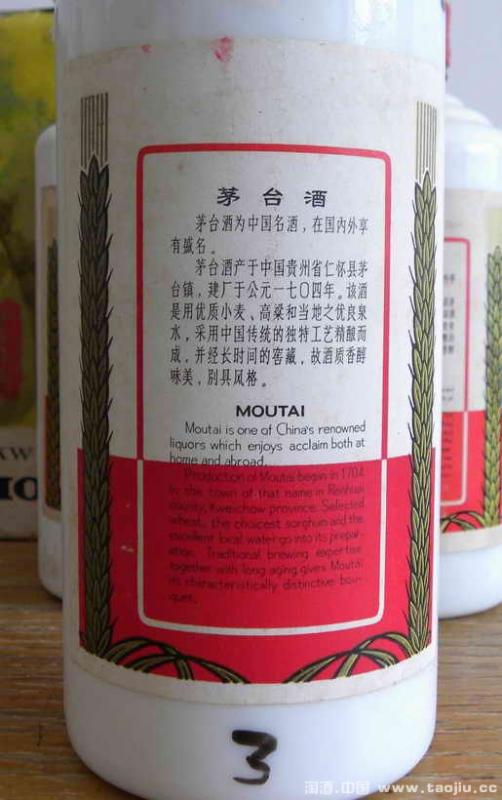 茅台酒
茅台酒为中国名酒，在国内外享
有盛名。
茅台酒产于中国贵州省仁怀县茅
台镇，建厂于公元一七〇四年。该酒
是用优质小麦、高粱和当地之优良泉
水，采用中国传统的独特工艺精酿而
成，并经长时间的窖藏，故酒质香醇
味美，别具风格。
MOUTAI
Moutai is one of China's renowned
liquors which enjoys acclaim both at
home and abroad.
Production of Moutai began in 1704
in the town of that name in Renhuai
county, Kweichow province. Selected
wheat, the choicest sorghum and the
excellent local water go into its prepar-
ation. Traditional brewing expertise
together with long aging gives Moutai
its characteristically distinctive bou-
quet.
3
淘酒.中国 www.taojiu.cc